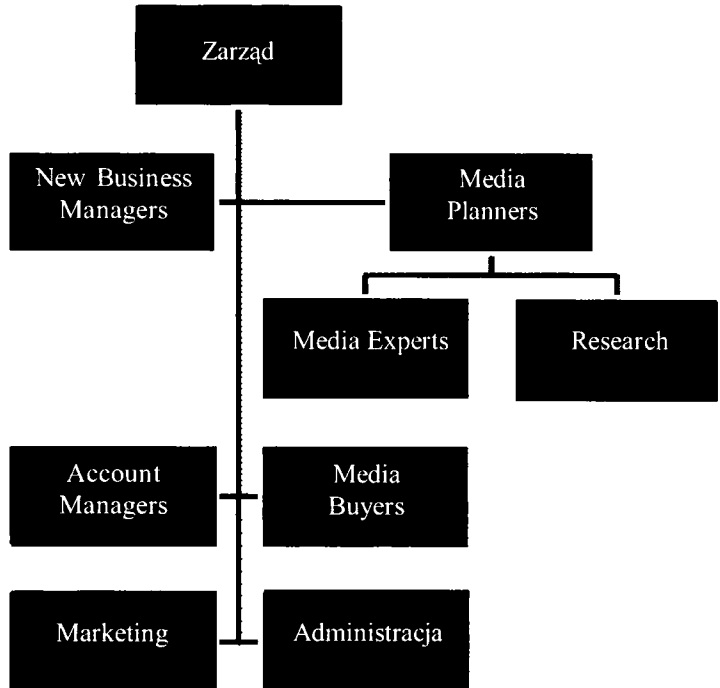 Zarząd
New Business
Managers
Media
Planners
Media Experts
Research
Account
Managers
Media
Buyers
Marketing
Administracja